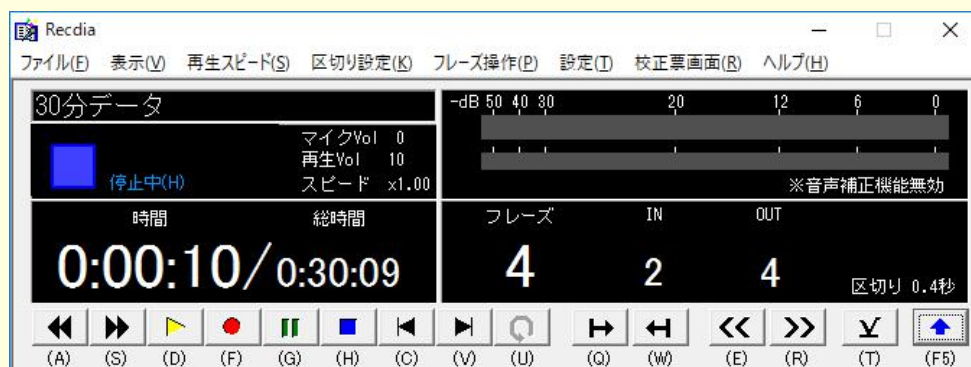 Recdia
ファイル(F) 表示(V) 再生スピード(S) 区切り設定(K) フレーズ操作(P) 設定(T) 校正票画面(R) ヘルプ(H)
30分データ
マイクVol 0
再生Vol 10
停止中(H) スピード x1.00
-dB 50 40 30 20 12 6 0
※音声補正機能無効
時間 総時間
0:00:10/0:30:09
フレーズ IN OUT
4 2 4
区切り 0.4秒
(A) (S) (D) (F) (G) (H) (C) (V) (U) (Q) (W) (E) (R) (T) (F5)